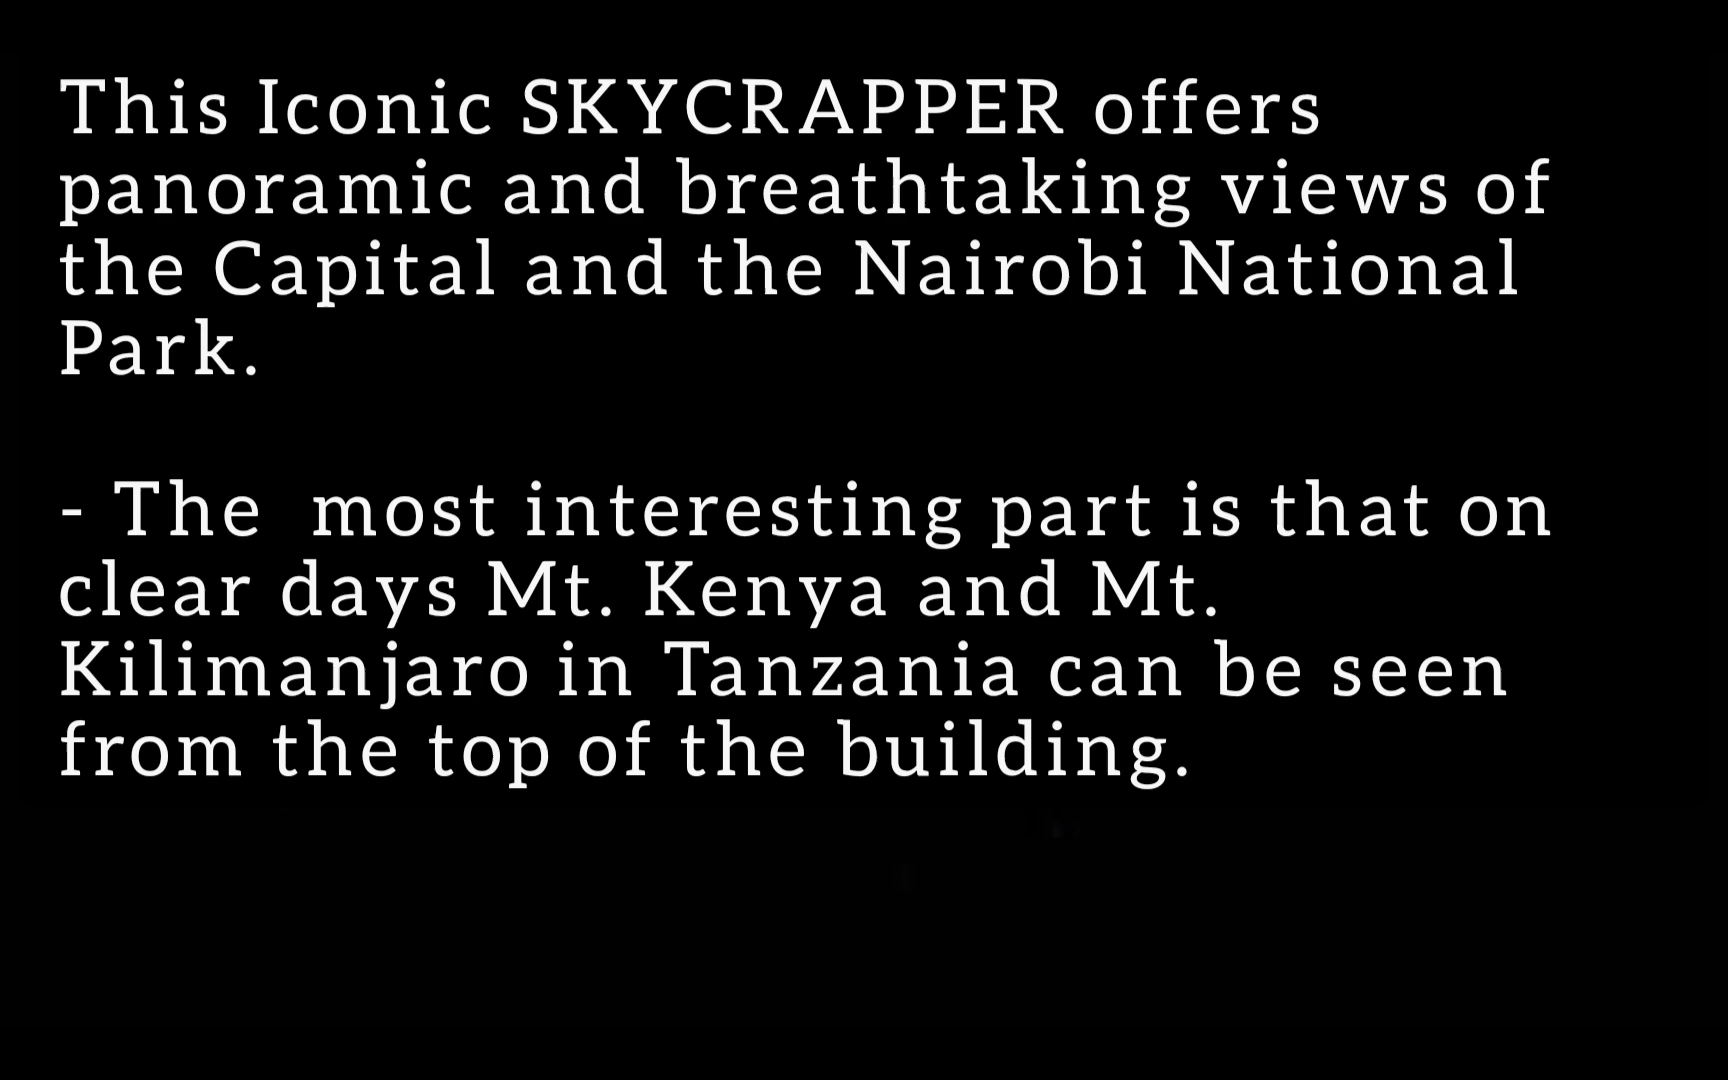 This Iconic SKYCRAPPER offers
panoramic and breathtaking views of
the Capital and the Nairobi National
Park.
- The  most interesting part is that on
clear days Mt. Kenya and Mt.
Kilimanjaro in Tanzania can be seen
from the top of the building.